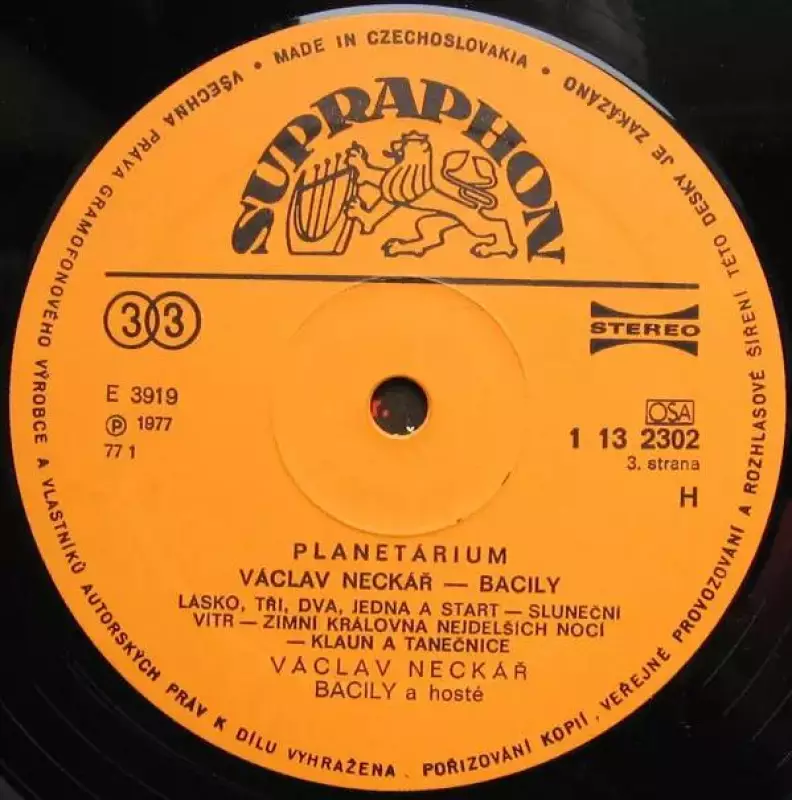 VŠECHNA PRÁVA GRAMOFONOVÉHO VÝROBCE A VLASTNÍKŮ AUTORSKÝCH PRÁV K DÍLU VYHRAŽENA. POŘIZOVÁNÍ KOPIÍ, VEŘEJNÉ PROVOZOVÁNÍ A ROZHLASOVÉ ŠÍŘENÍ TÉTO DESKY JE ZAKÁZÁNO • MADE IN CZECHOSLOVAKIA •
SUPRAPHON
33
STEREO
E 3919
℗ 1977
77 1
OSA
1 13 2302
3. strana
H
PLANETÁRIUM
VÁCLAV NECKÁŘ — BACILY
LÁSKO, TŘI, DVA, JEDNA A START — SLUNEČNÍ
VÍTR — ZIMNÍ KRÁLOVNA NEJDELŠÍCH NOCÍ
— KLAUN A TANEČNICE
VÁCLAV NECKÁŘ
BACILY a hosté